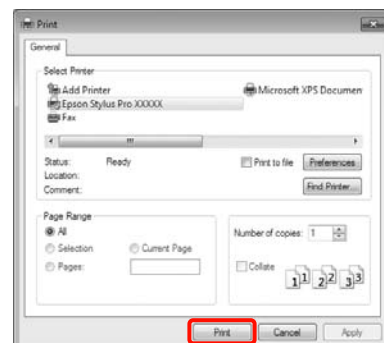 Print
General
Select Printer
Add Printer
Microsoft XPS Documen
Epson Stylus Pro XXXXX
Fax
Status: Ready
Print to file
Preferences
Location:
Comment:
Find Printer...
Page Range
All
Selection
Current Page
Pages:
Number of copies: 1
Collate
1 1 2 2 3 3
Print
Cancel
Apply